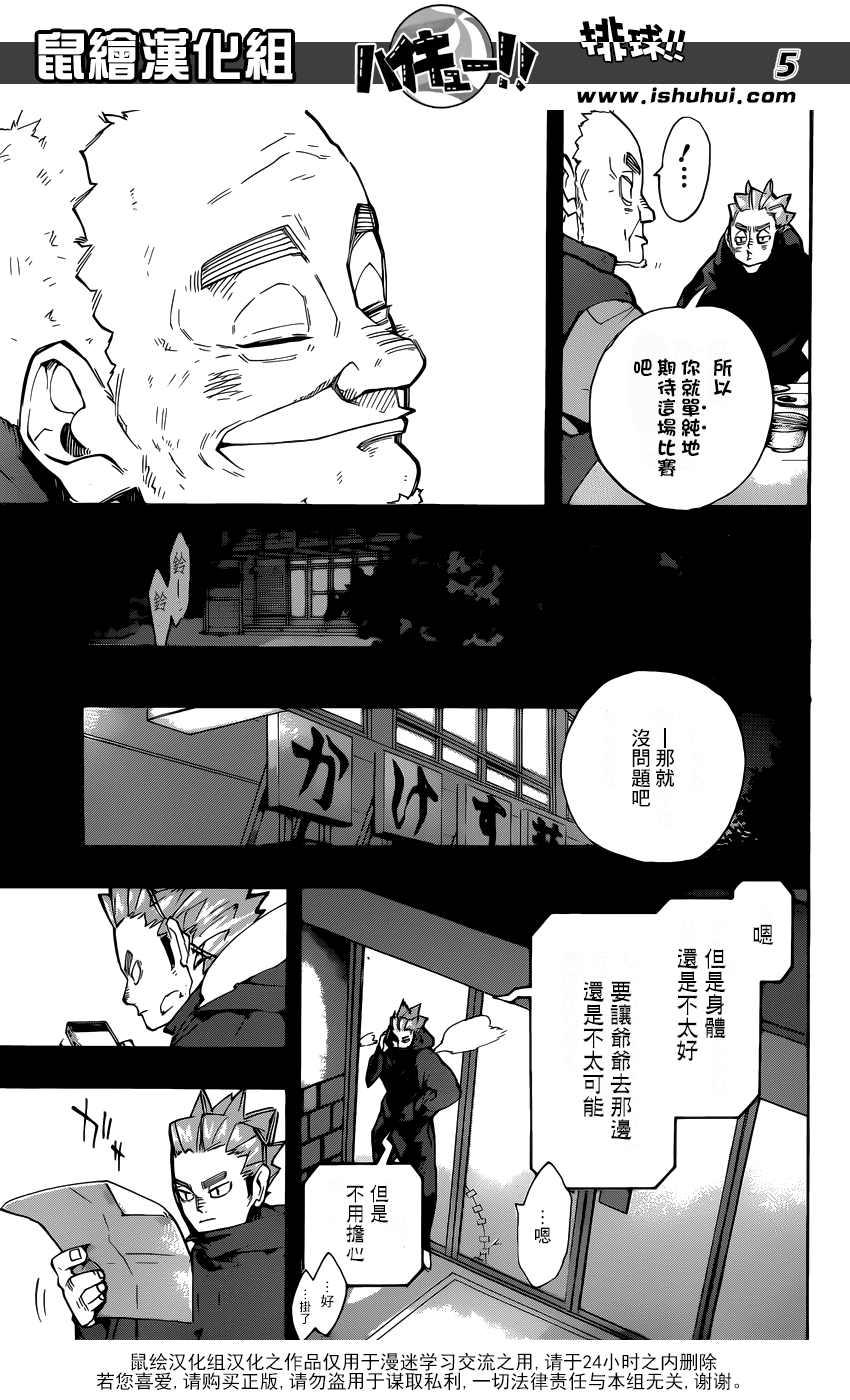 鼠繪漢化組
ハイキュー!!
排球!!
5
www.ishuhui.com
!…
所以
你就單純地
期待這場比賽
吧
鈴—
鈴
かけす荘
—那就
沒問題吧
嗯
但是身體
還是不太好
要讓爺爺去那邊
還是不太可能
…嗯
但是
不用擔心
…好
…掛了
ガサ
鼠绘汉化组汉化之作品仅用于漫迷学习交流之用, 请于24小时之内删除
若您喜爱, 请购买正版, 请勿盗用于谋取私利, 一切法律责任与本组无关, 谢谢。